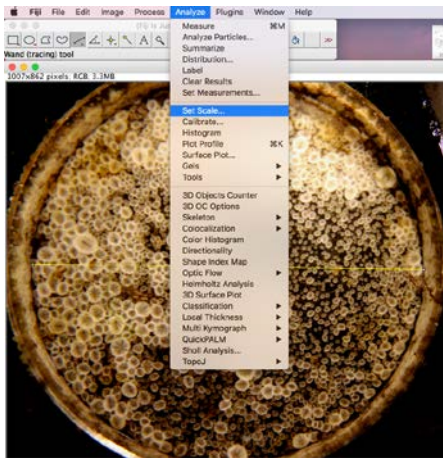 Fiji File Edit Image Process Analyze Plugins Window Help
Wand (tracing) tool
1007x862 pixels, RGB, 3.3MB
Measure ⌘M
Analyze Particles...
Summarize
Distribution...
Label
Clear Results
Set Measurements...
Set Scale...
Calibrate...
Histogram
Plot Profile ⌘K
Surface Plot...
Gels
Tools
3D Objects Counter
3D OC Options
Skeleton
Colocalization
Color Histogram
Directionality
Shape Index Map
Optic Flow
Helmholtz Analysis
3D Surface Plot
Classification
Local Thickness
Multi Kymograph
QuickPALM
Sholl Analysis...
TopoJ